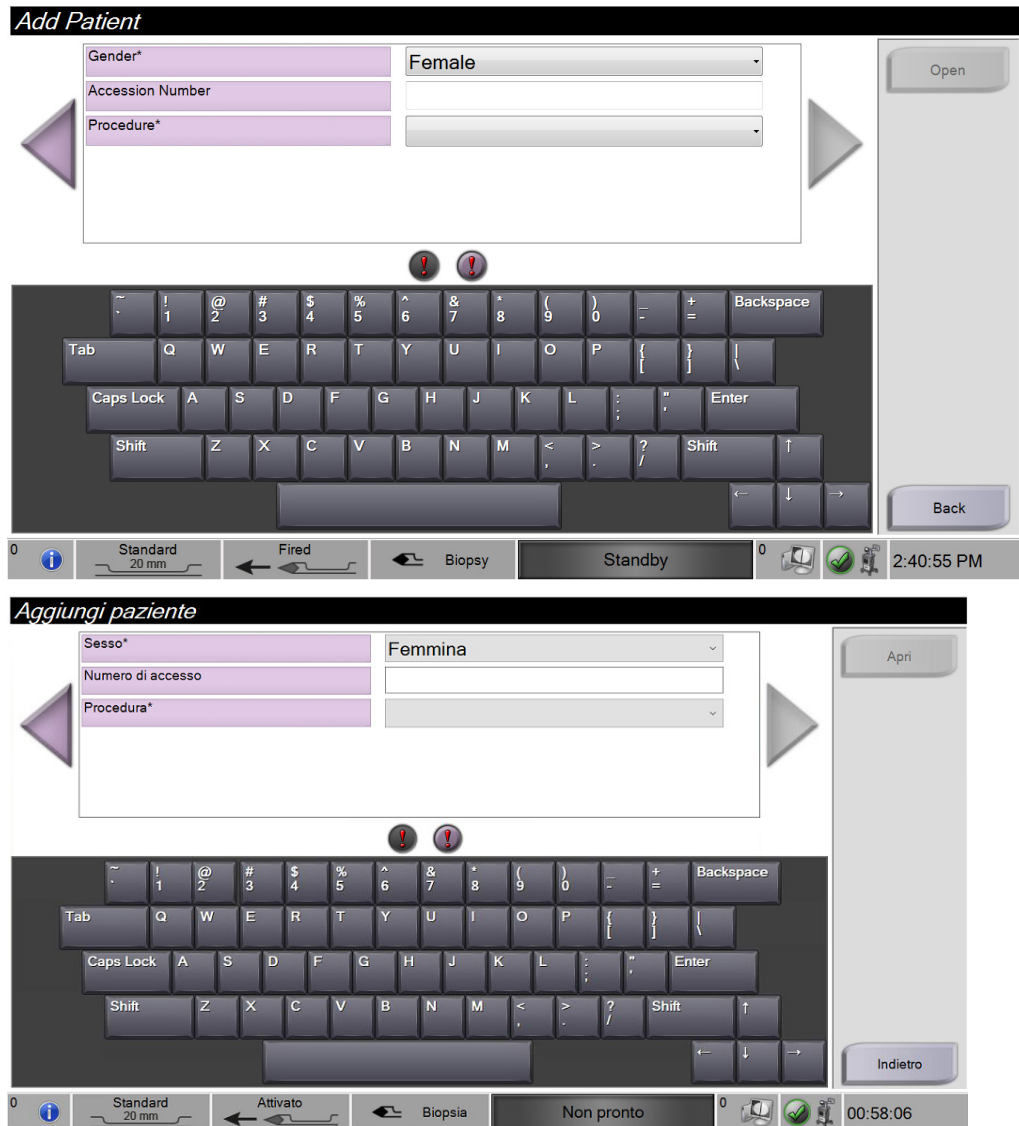 Add Patient
Gender*
Female
Open
Accession Number
Procedure*
~ ! @ # $ % ^ & * ( ) _ + Backspace
` 1 2 3 4 5 6 7 8 9 0 - =
Tab Q W E R T Y U I O P { } |
[ ] \
Caps Lock A S D F G H J K L : " Enter
; '
Shift Z X C V B N M < > ? Shift ↑
, . /
← ↓ →
Back
0 Standard Fired Biopsy Standby 0 2:40:55 PM
20 mm
Aggiungi paziente
Sesso*
Femmina
Apri
Numero di accesso
Procedura*
~ ! @ # $ % ^ & * ( ) _ + Backspace
` 1 2 3 4 5 6 7 8 9 0 - =
Tab Q W E R T Y U I O P { } |
[ ] \
Caps Lock A S D F G H J K L : " Enter
; '
Shift Z X C V B N M < > ? Shift ↑
, . /
← ↓ →
Indietro
0 Standard Attivato Biopsia Non pronto 0 00:58:06
20 mm